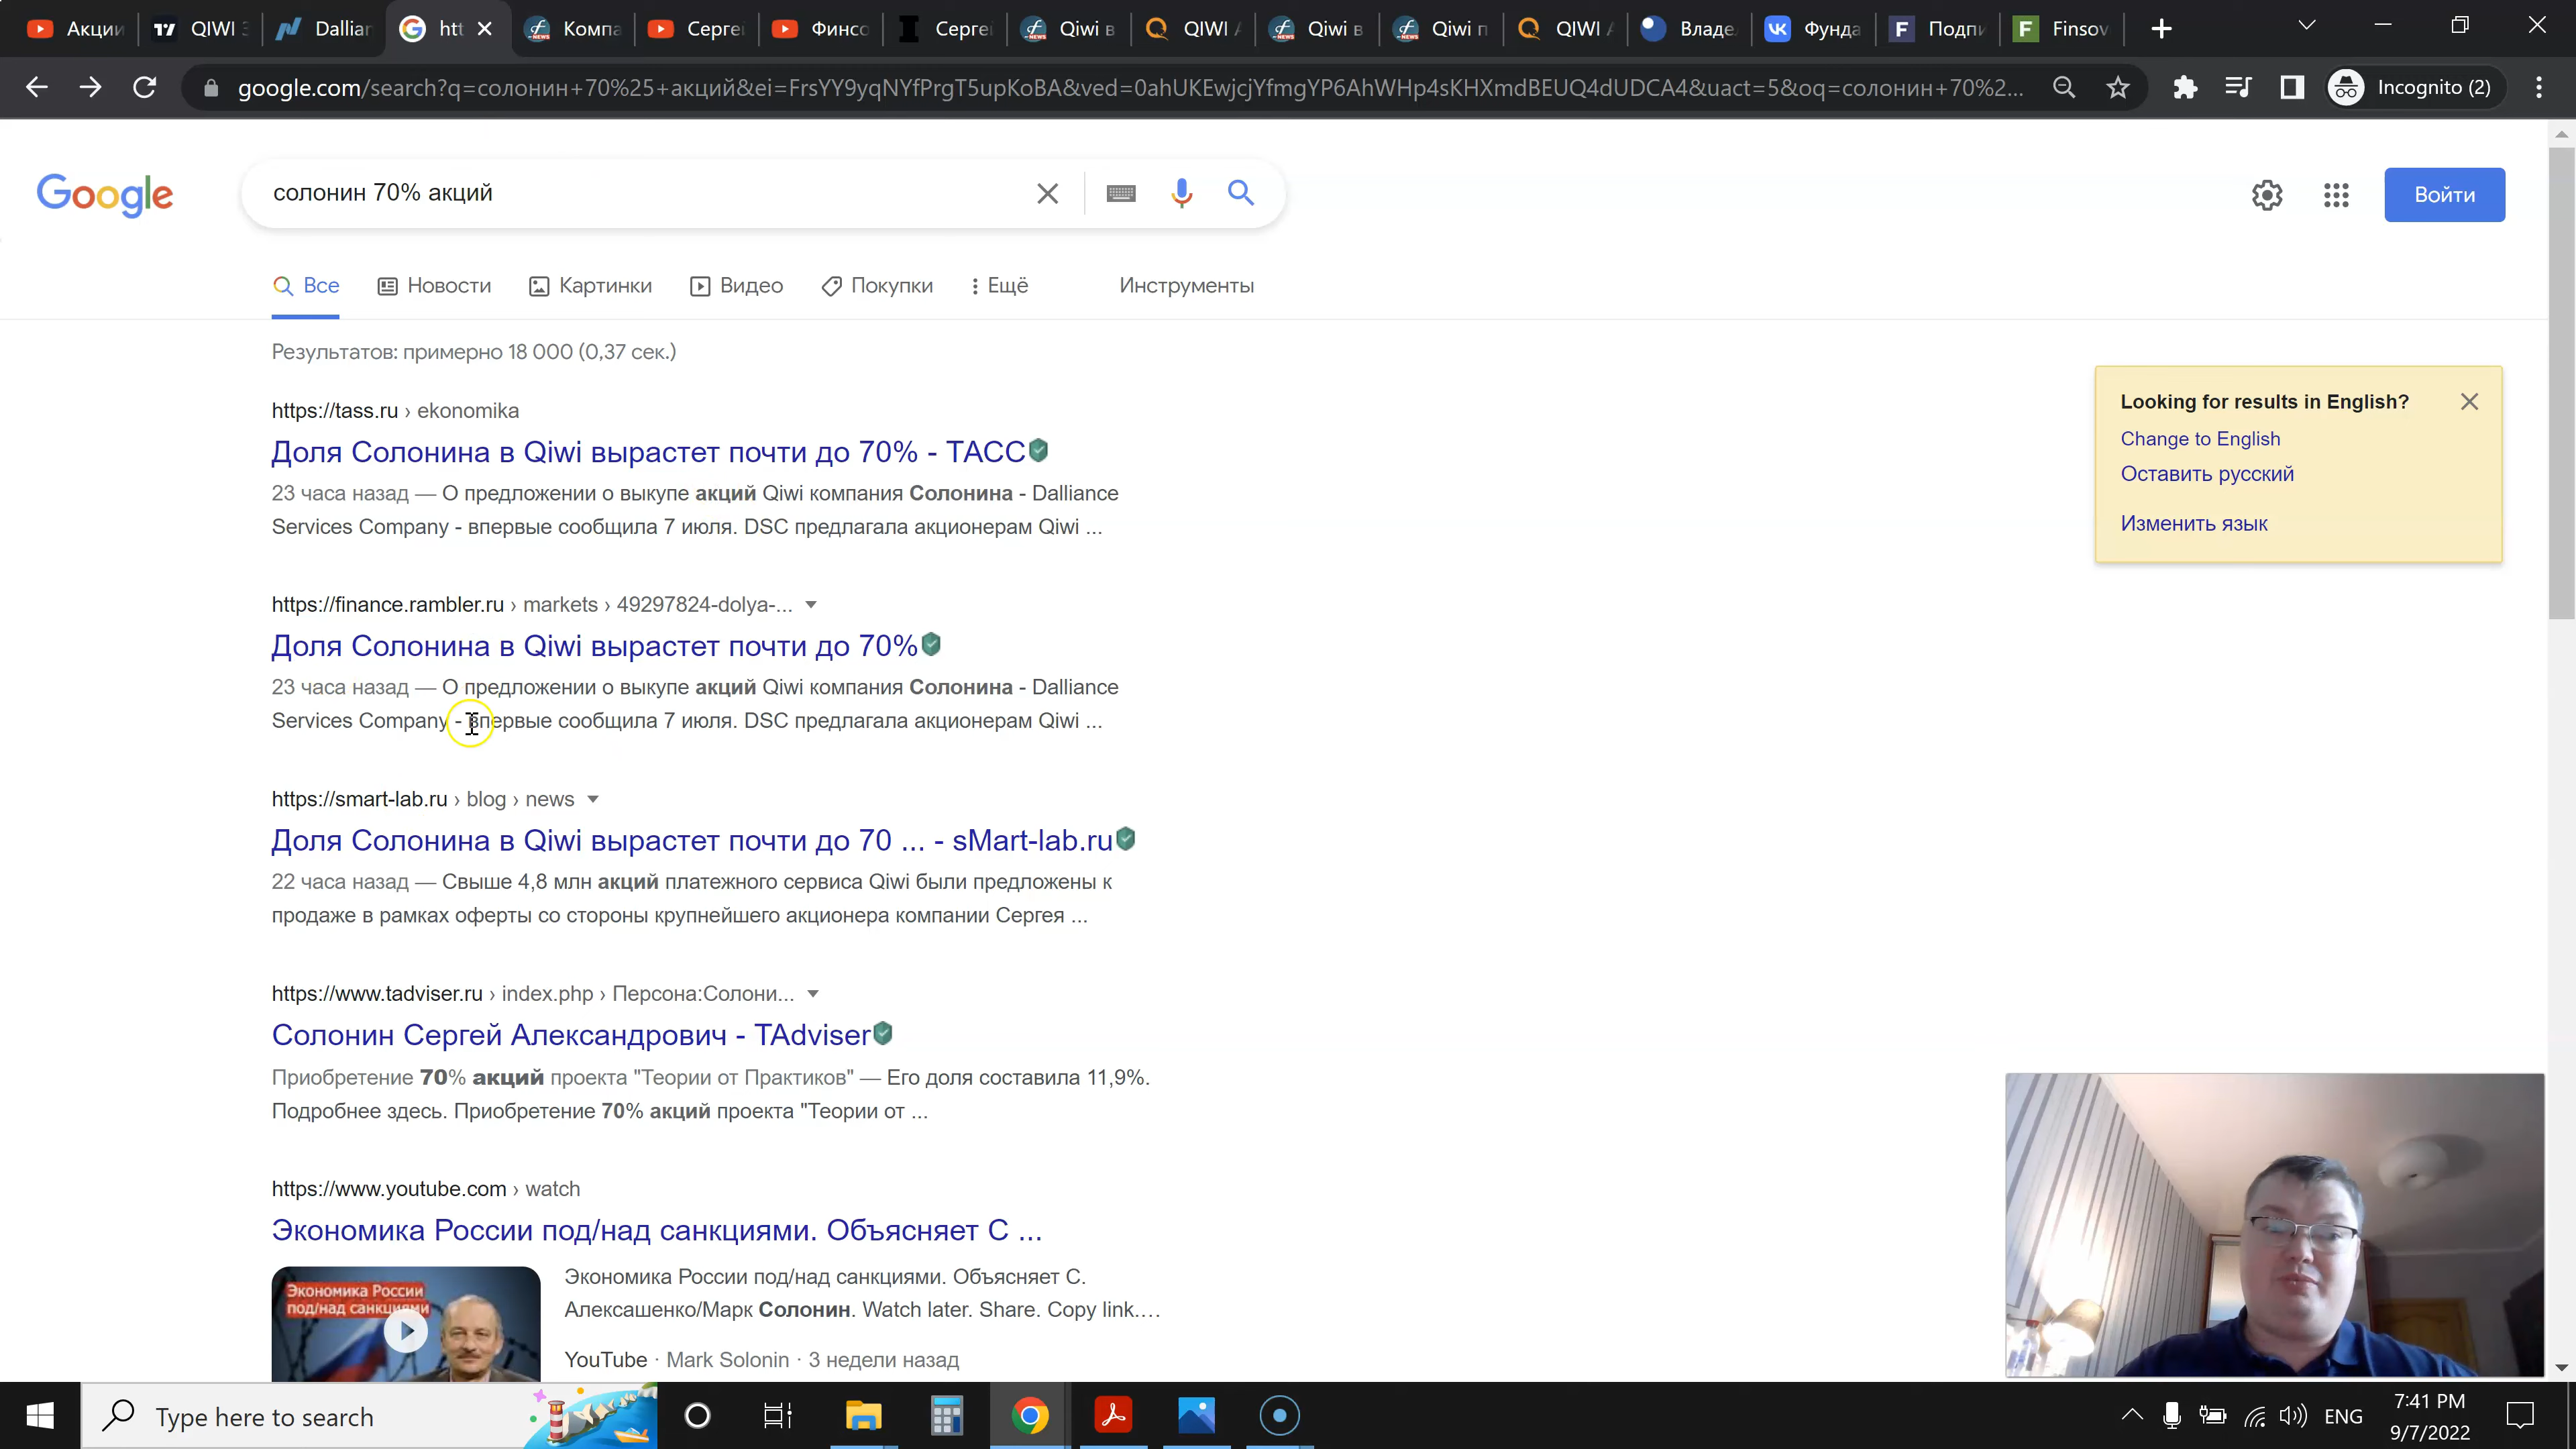 Акции
QIWI
Dallian
htt
Компа
Сергей
Финсо
Сергей
Qiwi в
QIWI
Qiwi в
Qiwi п
QIWI
Владе
Фунда
Подпи
Finsov
google.com/search?q=солонин+70%25+акций&ei=FrsYY9yqNYfPrgT5upKoBA&ved=0ahUKEwjcjYfmgYP6AhWHp4sKHXmdBEUQ4dUDCA4&uact=5&oq=солонин+70%2...
Incognito (2)
Google
солонин 70% акций
Войти
Все
Новости
Картинки
Видео
Покупки
Ещё
Инструменты
Результатов: примерно 18 000 (0,37 сек.)
https://tass.ru › ekonomika
Доля Солонина в Qiwi вырастет почти до 70% - ТАСС
23 часа назад — О предложении о выкупе акций Qiwi компания Солонина - Dalliance
Services Company - впервые сообщила 7 июля. DSC предлагала акционерам Qiwi ...
https://finance.rambler.ru › markets › 49297824-dolya-...
Доля Солонина в Qiwi вырастет почти до 70%
23 часа назад — О предложении о выкупе акций Qiwi компания Солонина - Dalliance
Services Company - впервые сообщила 7 июля. DSC предлагала акционерам Qiwi ...
https://smart-lab.ru › blog › news
Доля Солонина в Qiwi вырастет почти до 70 ... - sMart-lab.ru
22 часа назад — Свыше 4,8 млн акций платежного сервиса Qiwi были предложены к
продаже в рамках оферты со стороны крупнейшего акционера компании Сергея ...
https://www.tadviser.ru › index.php › Персона:Солони...
Солонин Сергей Александрович - TAdviser
Приобретение 70% акций проекта "Теории от Практиков" — Его доля составила 11,9%.
Подробнее здесь. Приобретение 70% акций проекта "Теории от ...
https://www.youtube.com › watch
Экономика России под/над санкциями. Объясняет С ...
Экономика России
под/над санкциями
Экономика России под/над санкциями. Объясняет С.
Алексашенко/Марк Солонин. Watch later. Share. Copy link....
YouTube · Mark Solonin · 3 недели назад
Looking for results in English?
Change to English
Оставить русский
Изменить язык
Type here to search
ENG
7:41 PM
9/7/2022